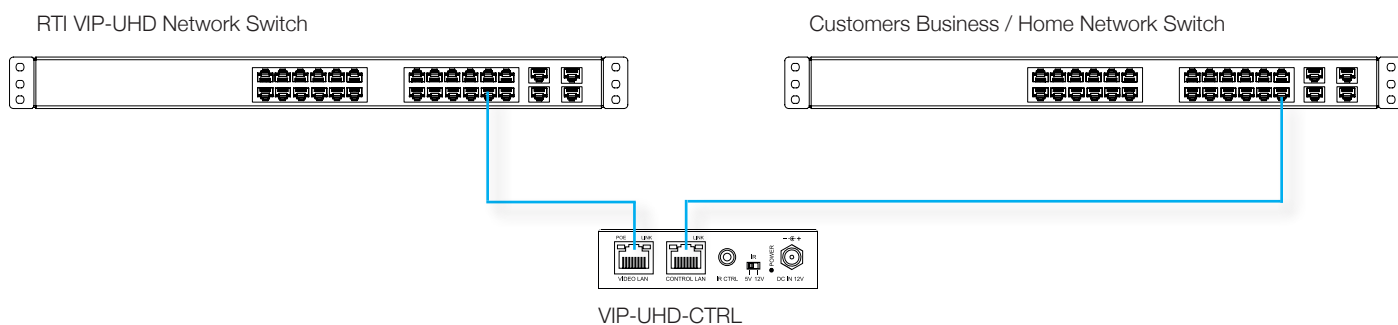 RTI VIP-UHD Network Switch
Customers Business / Home Network Switch
POE LINK
LINK
IR
POWER
- +
VIDEO LAN
CONTROL LAN
IR CTRL
5V 12V
DC IN 12V
VIP-UHD-CTRL